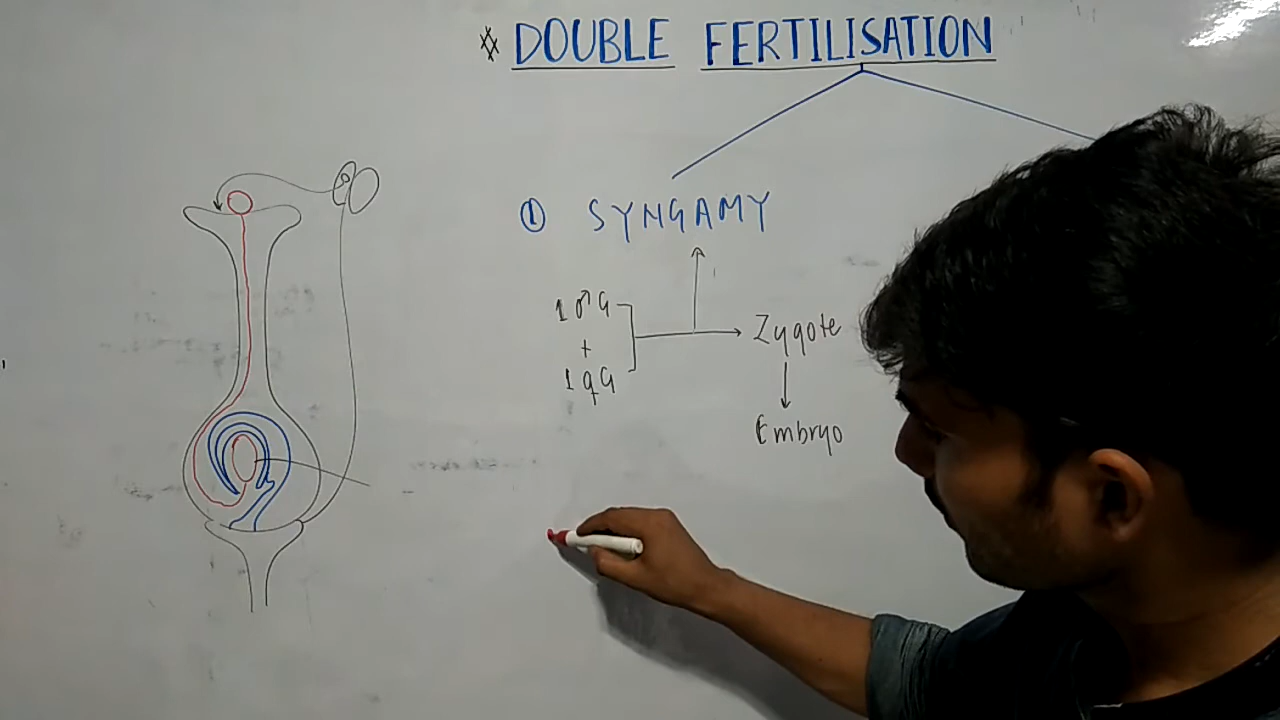 * DOUBLE FERTILISATION
① SYNGAMY
1 ♂ G
+
1 ♀ G
Zygote
Embryo